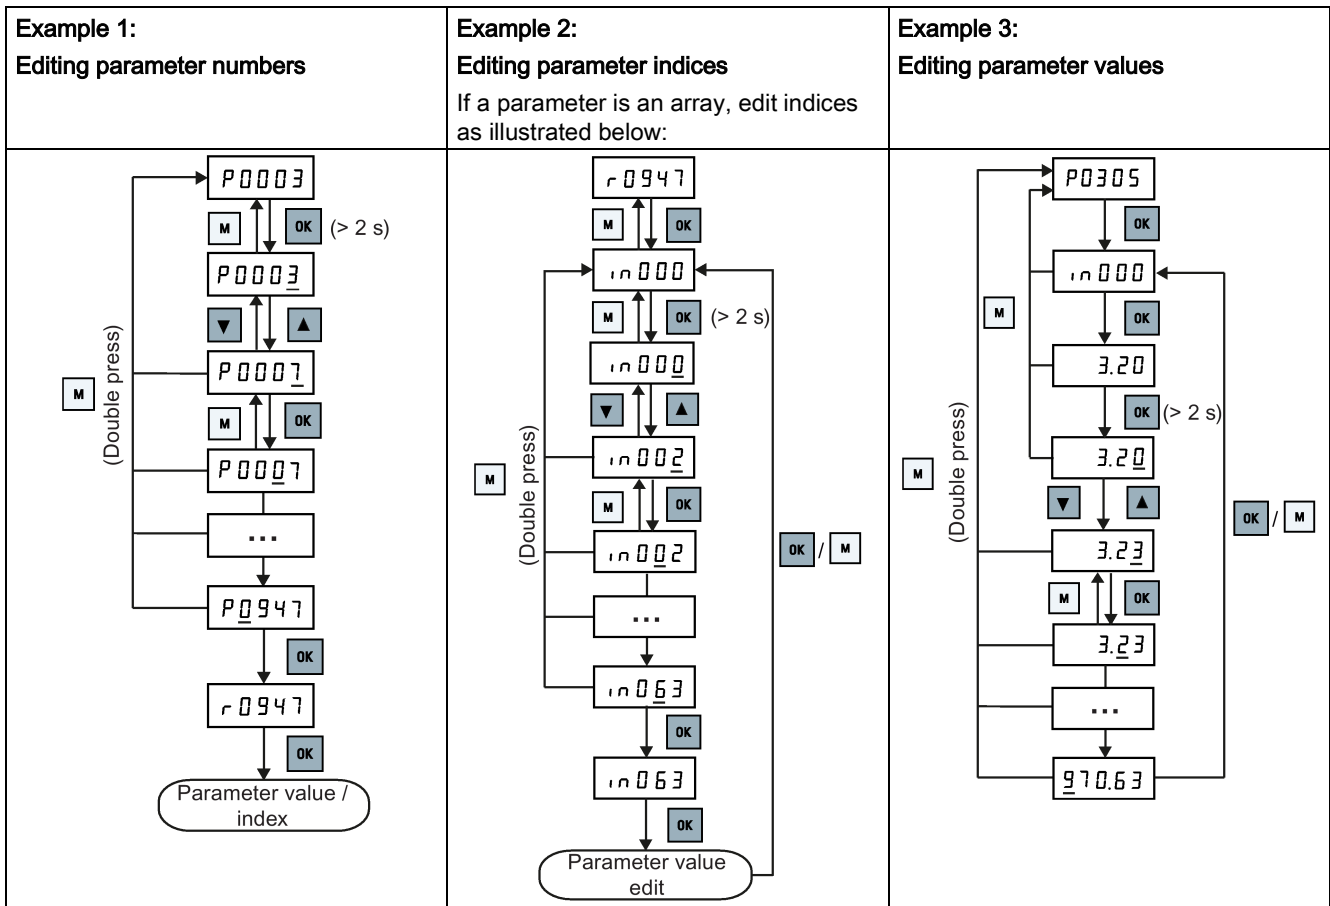 Example 1:
Editing parameter numbers
P0003
M
OK
(> 2 s)
P0003
▼
▲
P0007
M
(Double press)
M
OK
P0007
...
P0947
OK
r0947
OK
Parameter value /
index
Example 2:
Editing parameter indices
If a parameter is an array, edit indices
as illustrated below:
r0947
M
OK
in000
M
OK
(> 2 s)
in000
▼
▲
in002
M
(Double press)
M
OK
in002
OK / M
...
in063
OK
in063
OK
Parameter value
edit
Example 3:
Editing parameter values
P0305
OK
in000
M
OK
3.20
OK
(> 2 s)
3.20
M
(Double press)
▼
▲
OK / M
3.23
M
OK
3.23
...
970.63